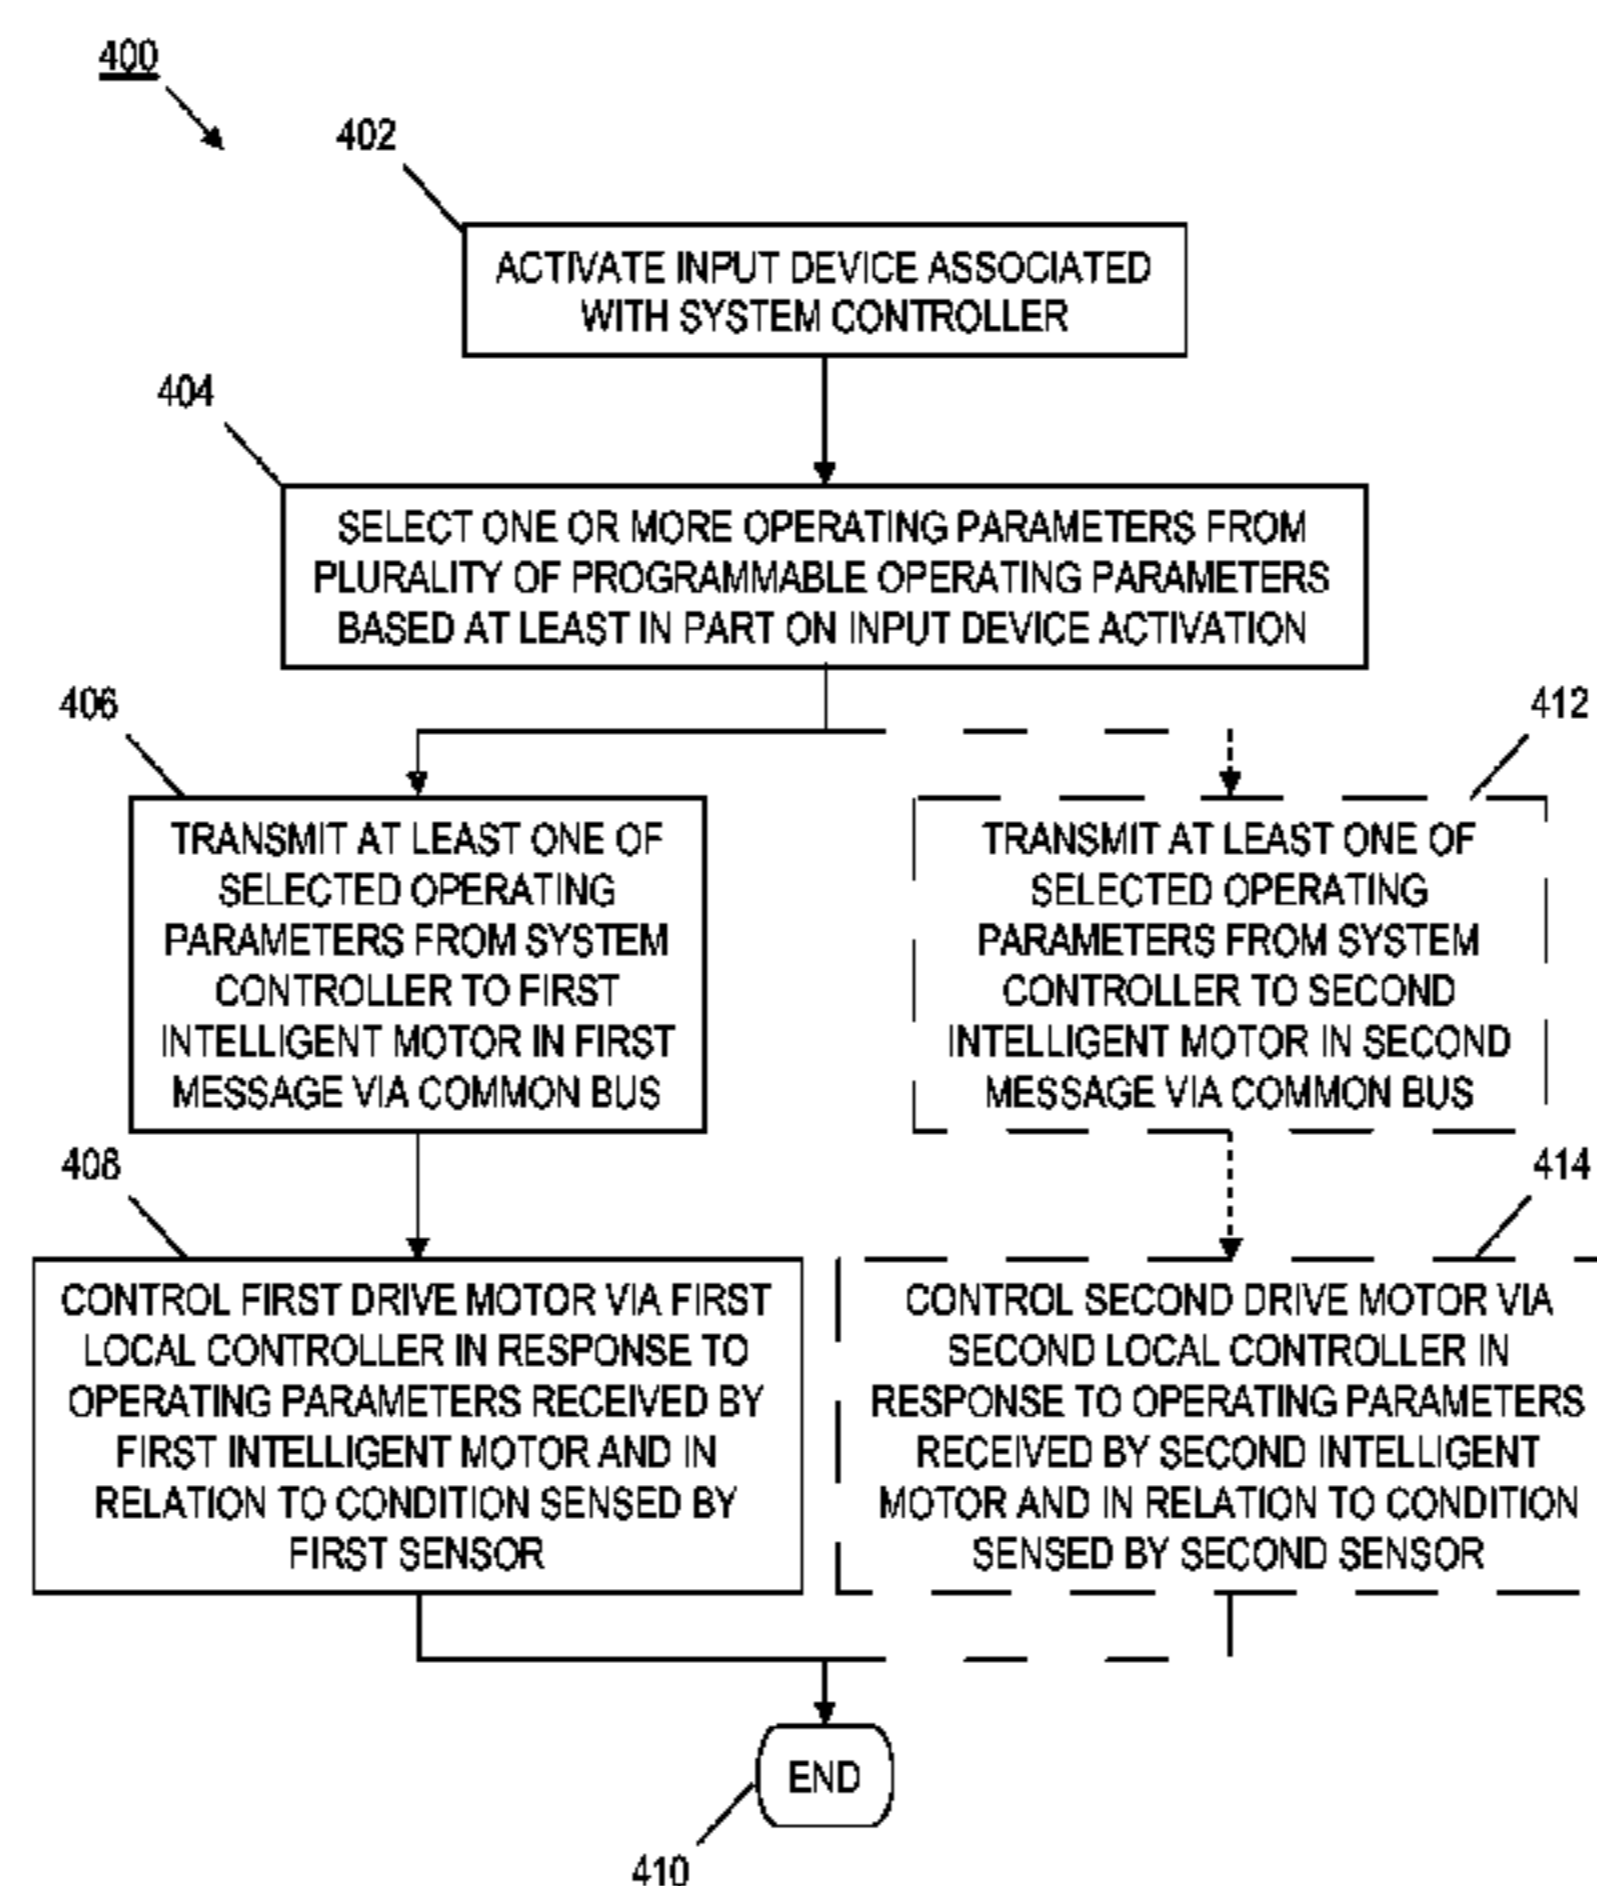 400
402
ACTIVATE INPUT DEVICE ASSOCIATED
WITH SYSTEM CONTROLLER
404
SELECT ONE OR MORE OPERATING PARAMETERS FROM
PLURALITY OF PROGRAMMABLE OPERATING PARAMETERS
BASED AT LEAST IN PART ON INPUT DEVICE ACTIVATION
406
TRANSMIT AT LEAST ONE OF
SELECTED OPERATING
PARAMETERS FROM SYSTEM
CONTROLLER TO FIRST
INTELLIGENT MOTOR IN FIRST
MESSAGE VIA COMMON BUS
412
TRANSMIT AT LEAST ONE OF
SELECTED OPERATING
PARAMETERS FROM SYSTEM
CONTROLLER TO SECOND
INTELLIGENT MOTOR IN SECOND
MESSAGE VIA COMMON BUS
408
CONTROL FIRST DRIVE MOTOR VIA FIRST
LOCAL CONTROLLER IN RESPONSE TO
OPERATING PARAMETERS RECEIVED BY
FIRST INTELLIGENT MOTOR AND IN
RELATION TO CONDITION SENSED BY
FIRST SENSOR
414
CONTROL SECOND DRIVE MOTOR VIA
SECOND LOCAL CONTROLLER IN
RESPONSE TO OPERATING PARAMETERS
RECEIVED BY SECOND INTELLIGENT
MOTOR AND IN RELATION TO CONDITION
SENSED BY SECOND SENSOR
END
410